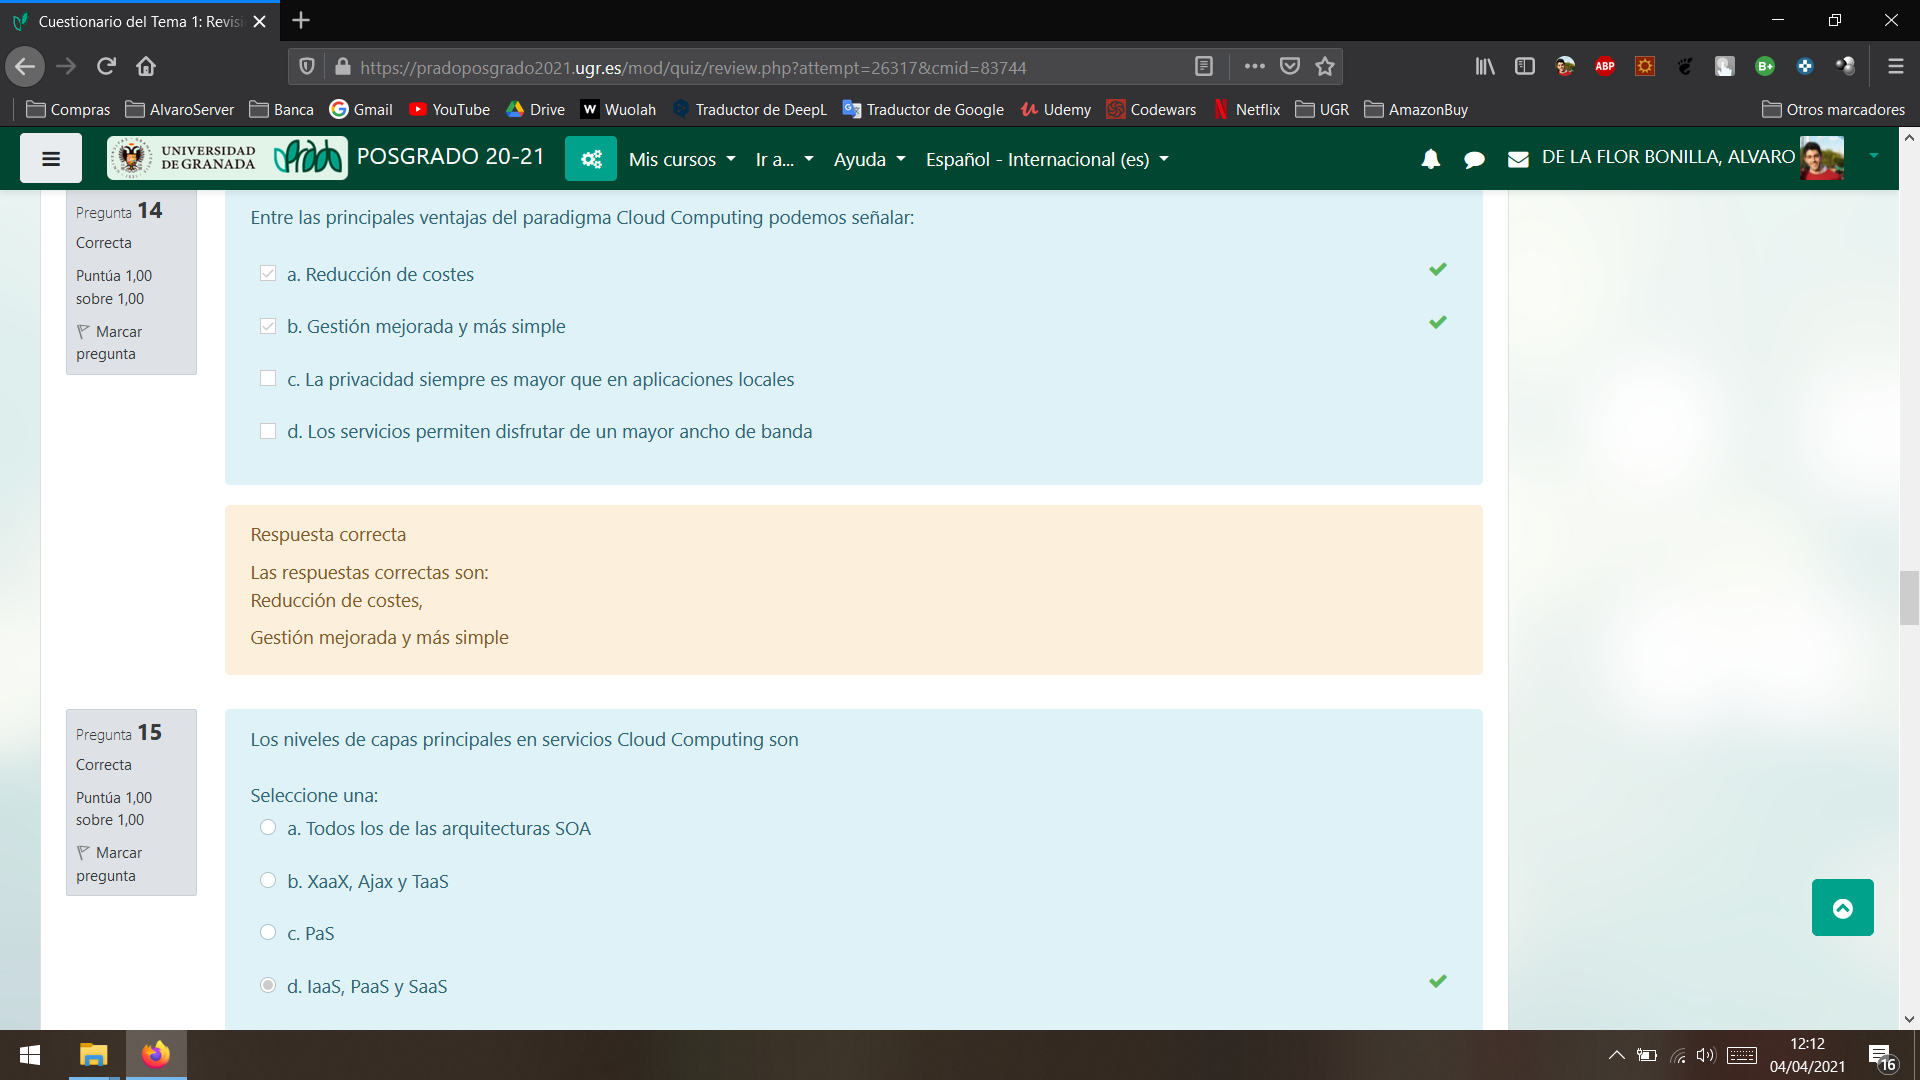 Cuestionario del Tema 1: Revisi
https://pradoposgrado2021.ugr.es/mod/quiz/review.php?attempt=26317&cmid=83744
ABP
B+
Compras AlvaroServer Banca Gmail YouTube Drive W Wuolah Traductor de DeepL Traductor de Google Udemy Codewars Netflix UGR AmazonBuy Otros marcadores
UNIVERSIDAD
DE GRANADA
Prado
POSGRADO 20-21 Mis cursos Ir a... Ayuda Español - Internacional (es) DE LA FLOR BONILLA, ALVARO
Pregunta 14
Correcta
Puntúa 1,00
sobre 1,00
Marcar
pregunta
Entre las principales ventajas del paradigma Cloud Computing podemos señalar:
a. Reducción de costes
b. Gestión mejorada y más simple
c. La privacidad siempre es mayor que en aplicaciones locales
d. Los servicios permiten disfrutar de un mayor ancho de banda
Respuesta correcta
Las respuestas correctas son:
Reducción de costes,
Gestión mejorada y más simple
Pregunta 15
Correcta
Puntúa 1,00
sobre 1,00
Marcar
pregunta
Los niveles de capas principales en servicios Cloud Computing son
Seleccione una:
a. Todos los de las arquitecturas SOA
b. XaaX, Ajax y TaaS
c. PaS
d. IaaS, PaaS y SaaS
12:12
04/04/2021
16